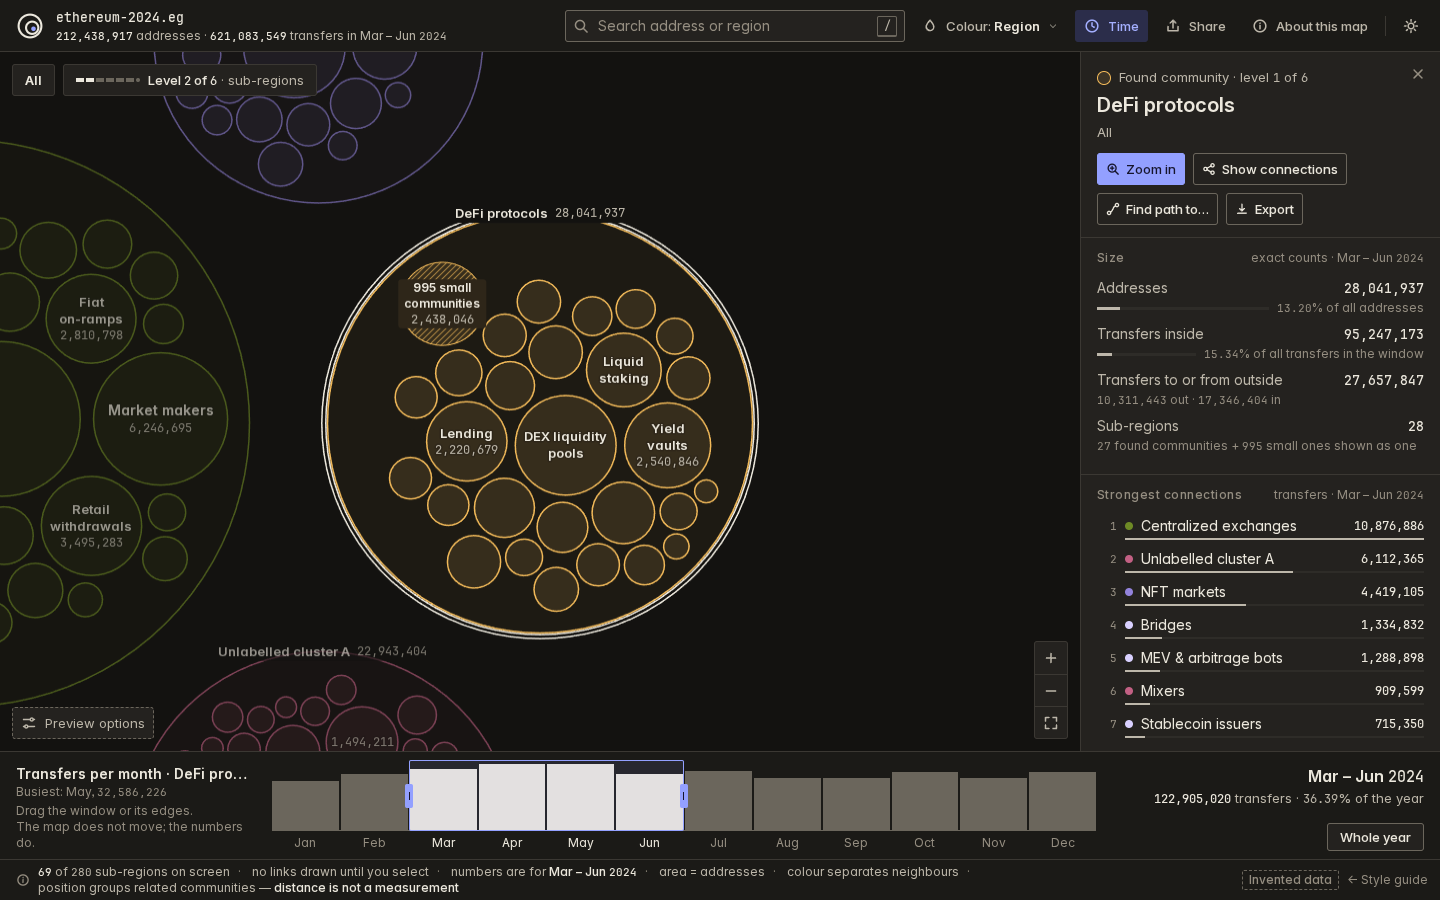 ethereum-2024.eg
212,438,917 addresses · 621,083,549 transfers in Mar – Jun 2024
Search address or region
/
Colour: Region
Time
Share
About this map
All
Level 2 of 6 · sub-regions
DeFi protocols 28,041,937
995 small
communities
2,438,046
Fiat
on-ramps
2,810,798
Liquid
staking
Market makers
6,246,695
Lending
2,220,679
DEX liquidity
pools
Yield
vaults
2,540,846
Retail
withdrawals
3,495,283
Unlabelled cluster A 22,943,404
1,494,211
Preview options
Found community · level 1 of 6
DeFi protocols
All
Zoom in
Show connections
Find path to…
Export
Size
exact counts · Mar – Jun 2024
Addresses 28,041,937
13.20% of all addresses
Transfers inside 95,247,173
15.34% of all transfers in the window
Transfers to or from outside 27,657,847
10,311,443 out · 17,346,404 in
Sub-regions 28
27 found communities + 995 small ones shown as one
Strongest connections
transfers · Mar – Jun 2024
1 Centralized exchanges 10,876,886
2 Unlabelled cluster A 6,112,365
3 NFT markets 4,419,105
4 Bridges 1,334,832
5 MEV & arbitrage bots 1,288,898
6 Mixers 909,599
7 Stablecoin issuers 715,350
Transfers per month · DeFi pro…
Busiest: May, 32,586,226
Drag the window or its edges.
The map does not move; the numbers
do.
Jan Feb Mar Apr May Jun Jul Aug Sep Oct Nov Dec
Mar – Jun 2024
122,905,020 transfers · 36.39% of the year
Whole year
69 of 280 sub-regions on screen · no links drawn until you select · numbers are for Mar – Jun 2024 · area = addresses · colour separates neighbours ·
position groups related communities — distance is not a measurement
Invented data
← Style guide